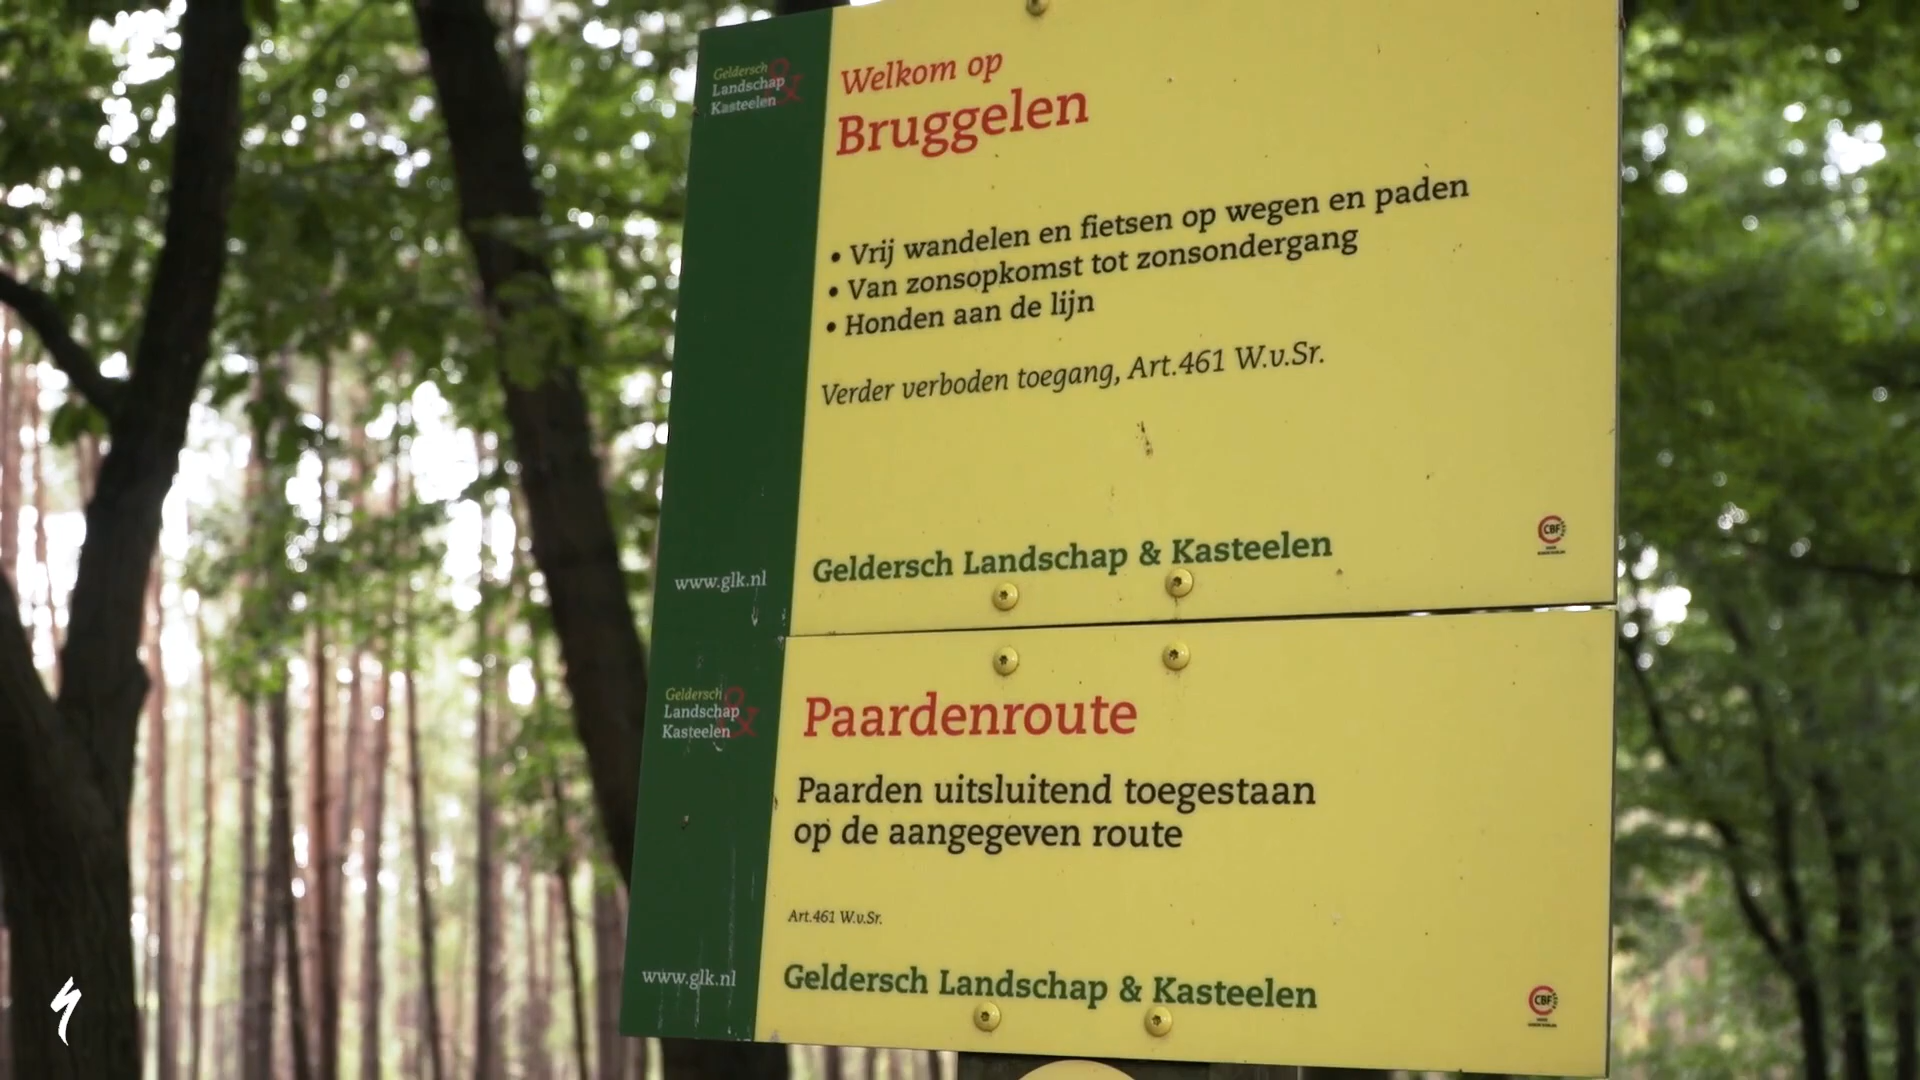 Geldersch
Landschap
&
Kasteelen
Welkom op
Bruggelen
• Vrij wandelen en fietsen op wegen en paden
• Van zonsopkomst tot zonsondergang
• Honden aan de lijn
Verder verboden toegang, Art.461 W.v.Sr.
www.glk.nl
Geldersch Landschap & Kasteelen
CBF
Geldersch
Landschap
&
Kasteelen
Paardenroute
Paarden uitsluitend toegestaan
op de aangegeven route
Art.461 W.v.Sr.
www.glk.nl
Geldersch Landschap & Kasteelen
CBF